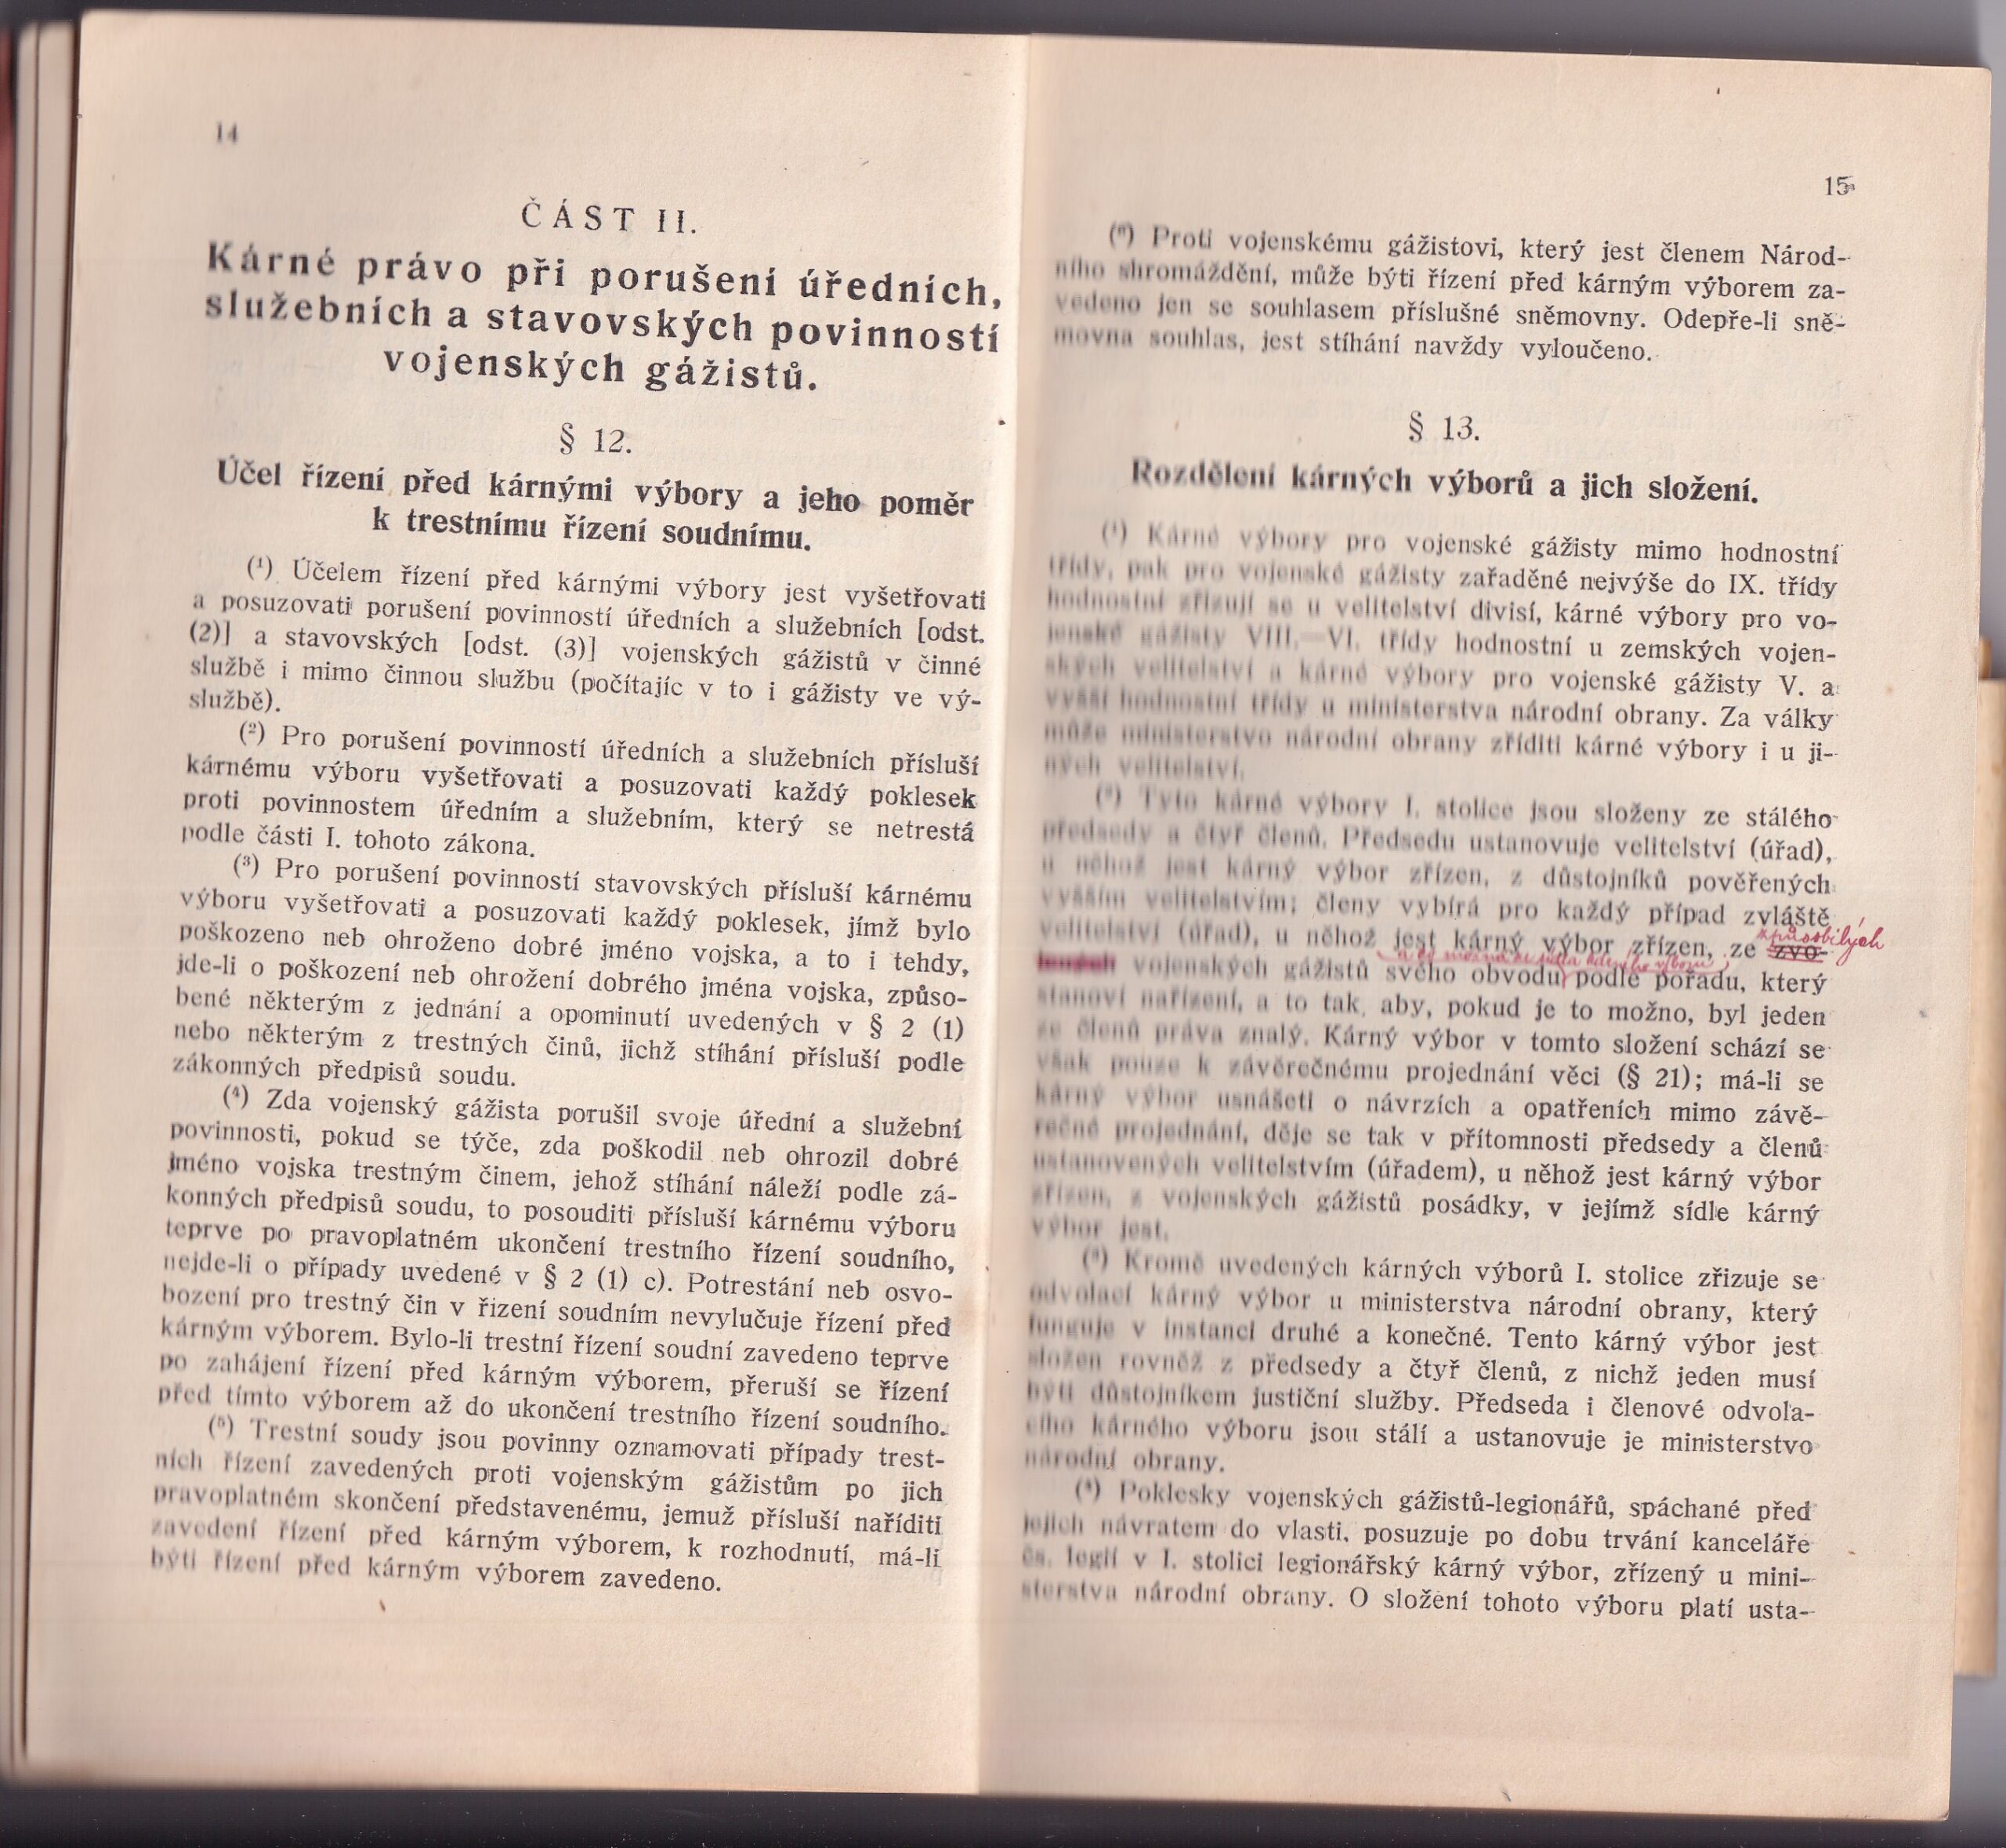 14
ČÁST II.
Kárné právo při porušení úředních,
služebních a stavovských povinností
vojenských gážistů.
§ 12.
Účel řízení před kárnými výbory a jeho poměr
k trestnímu řízení soudnímu.
(¹) Účelem řízení před kárnými výbory jest vyšetřovati
a posuzovati porušení povinností úředních a služebních [odst.
(2)] a stavovských [odst. (3)] vojenských gážistů v činné
službě i mimo činnou službu (počítajíc v to i gážisty ve vý-
službě).
(²) Pro porušení povinností úředních a služebních přísluší
kárnému výboru vyšetřovati a posuzovati každý poklesek
proti povinnostem úředním a služebním, který se netrestá
podle části I. tohoto zákona.
(³) Pro porušení povinností stavovských přísluší kárnému
výboru vyšetřovati a posuzovati každý poklesek, jímž bylo
poškozeno neb ohroženo dobré jméno vojska, a to i tehdy,
jde-li o poškození neb ohrožení dobrého jména vojska, způso-
bené některým z jednání a opominutí uvedených v § 2 (1)
nebo některým z trestných činů, jichž stíhání přísluší podle
zákonných předpisů soudu.
(⁴) Zda vojenský gážista porušil svoje úřední a služební
povinnosti, pokud se týče, zda poškodil neb ohrozil dobré
jméno vojska trestným činem, jehož stíhání náleží podle zá-
konných předpisů soudu, to posouditi přísluší kárnému výboru
teprve po pravoplatném ukončení trestního řízení soudního,
nejde-li o případy uvedené v § 2 (1) c). Potrestání neb osvo-
bození pro trestný čin v řízení soudním nevylučuje řízení před
kárným výborem. Bylo-li trestní řízení soudní zavedeno teprve
po zahájení řízení před kárným výborem, přeruší se řízení
před tímto výborem až do ukončení trestního řízení soudního.
(⁵) Trestní soudy jsou povinny oznamovati případy trest-
ních řízení zavedených proti vojenským gážistům po jich
pravoplatném skončení představenému, jemuž přísluší naříditi
zavedení řízení před kárným výborem, k rozhodnutí, má-li
býti řízení před kárným výborem zavedeno.
15
(⁶) Proti vojenskému gážistovi, který jest členem Národ-
ního shromáždění, může býti řízení před kárným výborem za-
vedeno jen se souhlasem příslušné sněmovny. Odepře-li sně-
movna souhlas, jest stíhání navždy vyloučeno.
§ 13.
Rozdělení kárných výborů a jich složení.
(¹) Kárné výbory pro vojenské gážisty mimo hodnostní
třídy, pak pro vojenské gážisty zařaděné nejvýše do IX. třídy
hodnostní zřizují se u velitelství divisí, kárné výbory pro vo-
jenské gážisty VIII.—VI. třídy hodnostní u zemských vojen-
ských velitelství a kárné výbory pro vojenské gážisty V. a
vyšší hodnostní třídy u ministerstva národní obrany. Za války
může ministerstvo národní obrany zříditi kárné výbory i u ji-
ných velitelství.
(²) Tyto kárné výbory I. stolice jsou složeny ze stálého
předsedy a čtyř členů. Předsedu ustanovuje velitelství (úřad),
u něhož jest kárný výbor zřízen, z důstojníků pověřených
vyšším velitelstvím; členy vybírá pro každý případ zvláště
velitelství (úřad), u něhož jest kárný výbor zřízen, ze zvo- způsobilých
lených vojenských gážistů svého obvodu podle pořadu, který
stanoví nařízení, a to tak, aby, pokud je to možno, byl jeden
ze členů práva znalý. Kárný výbor v tomto složení schází se
však pouze k závěrečnému projednání věci (§ 21); má-li se
kárný výbor usnášeti o návrzích a opatřeních mimo závě-
rečné projednání, děje se tak v přítomnosti předsedy a členů
ustanovených velitelstvím (úřadem), u něhož jest kárný výbor
zřízen, z vojenských gážistů posádky, v jejímž sídle kárný
výbor jest.
(³) Kromě uvedených kárných výborů I. stolice zřizuje se
odvolací kárný výbor u ministerstva národní obrany, který
funguje v instanci druhé a konečné. Tento kárný výbor jest
složen rovněž z předsedy a čtyř členů, z nichž jeden musí
býti důstojníkem justiční služby. Předseda i členové odvola-
cího kárného výboru jsou stálí a ustanovuje je ministerstvo
národní obrany.
(⁴) Poklesky vojenských gážistů-legionářů, spáchané před
jejich návratem do vlasti, posuzuje po dobu trvání kanceláře
čs. legií v I. stolici legionářský kárný výbor, zřízený u mini-
sterstva národní obrany. O složení tohoto výboru platí usta-